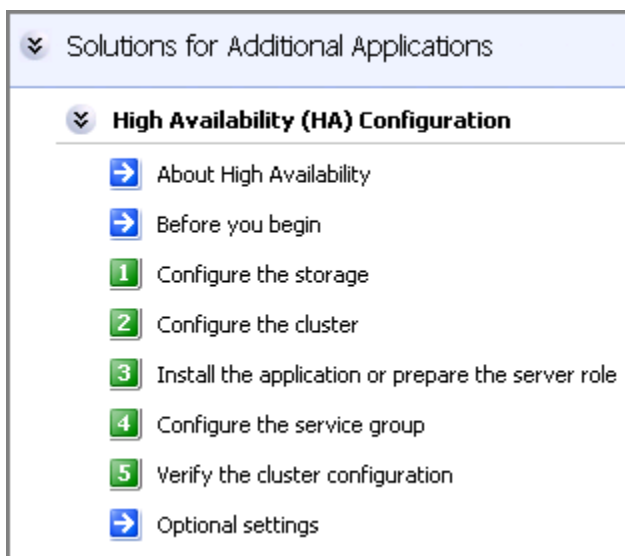 Solutions for Additional Applications
High Availability (HA) Configuration
About High Availability
Before you begin
1 Configure the storage
2 Configure the cluster
3 Install the application or prepare the server role
4 Configure the service group
5 Verify the cluster configuration
Optional settings